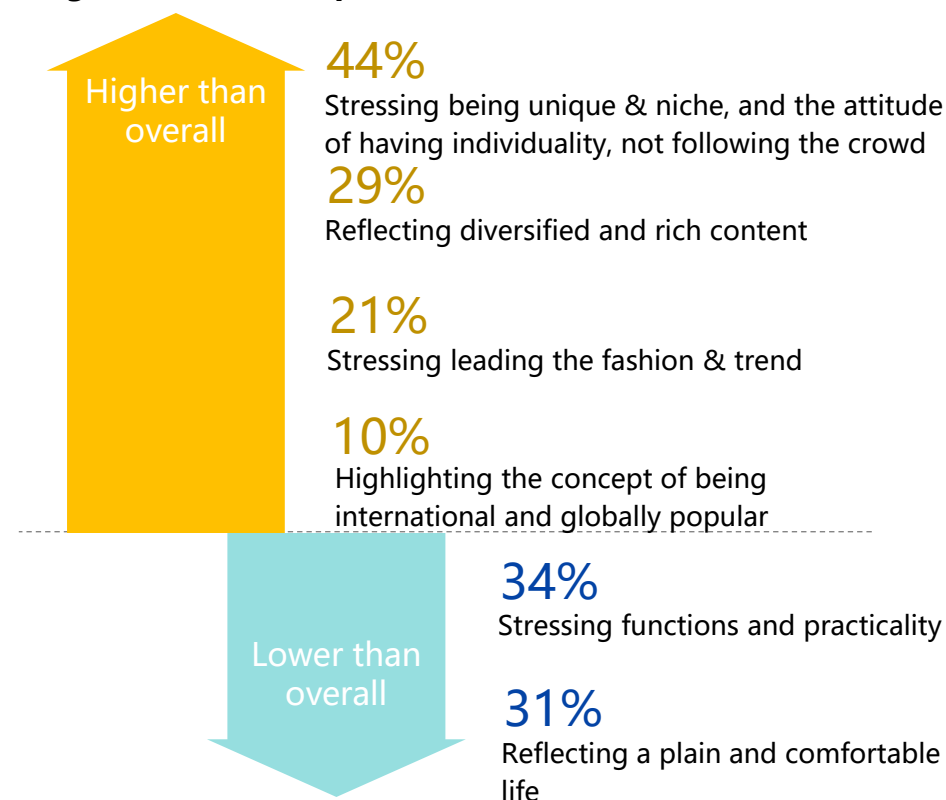 Higher than
overall
44%
Stressing being unique & niche, and the attitude
of having individuality, not following the crowd
29%
Reflecting diversified and rich content
21%
Stressing leading the fashion & trend
10%
Highlighting the concept of being
international and globally popular
Lower than
overall
34%
Stressing functions and practicality
31%
Reflecting a plain and comfortable
life